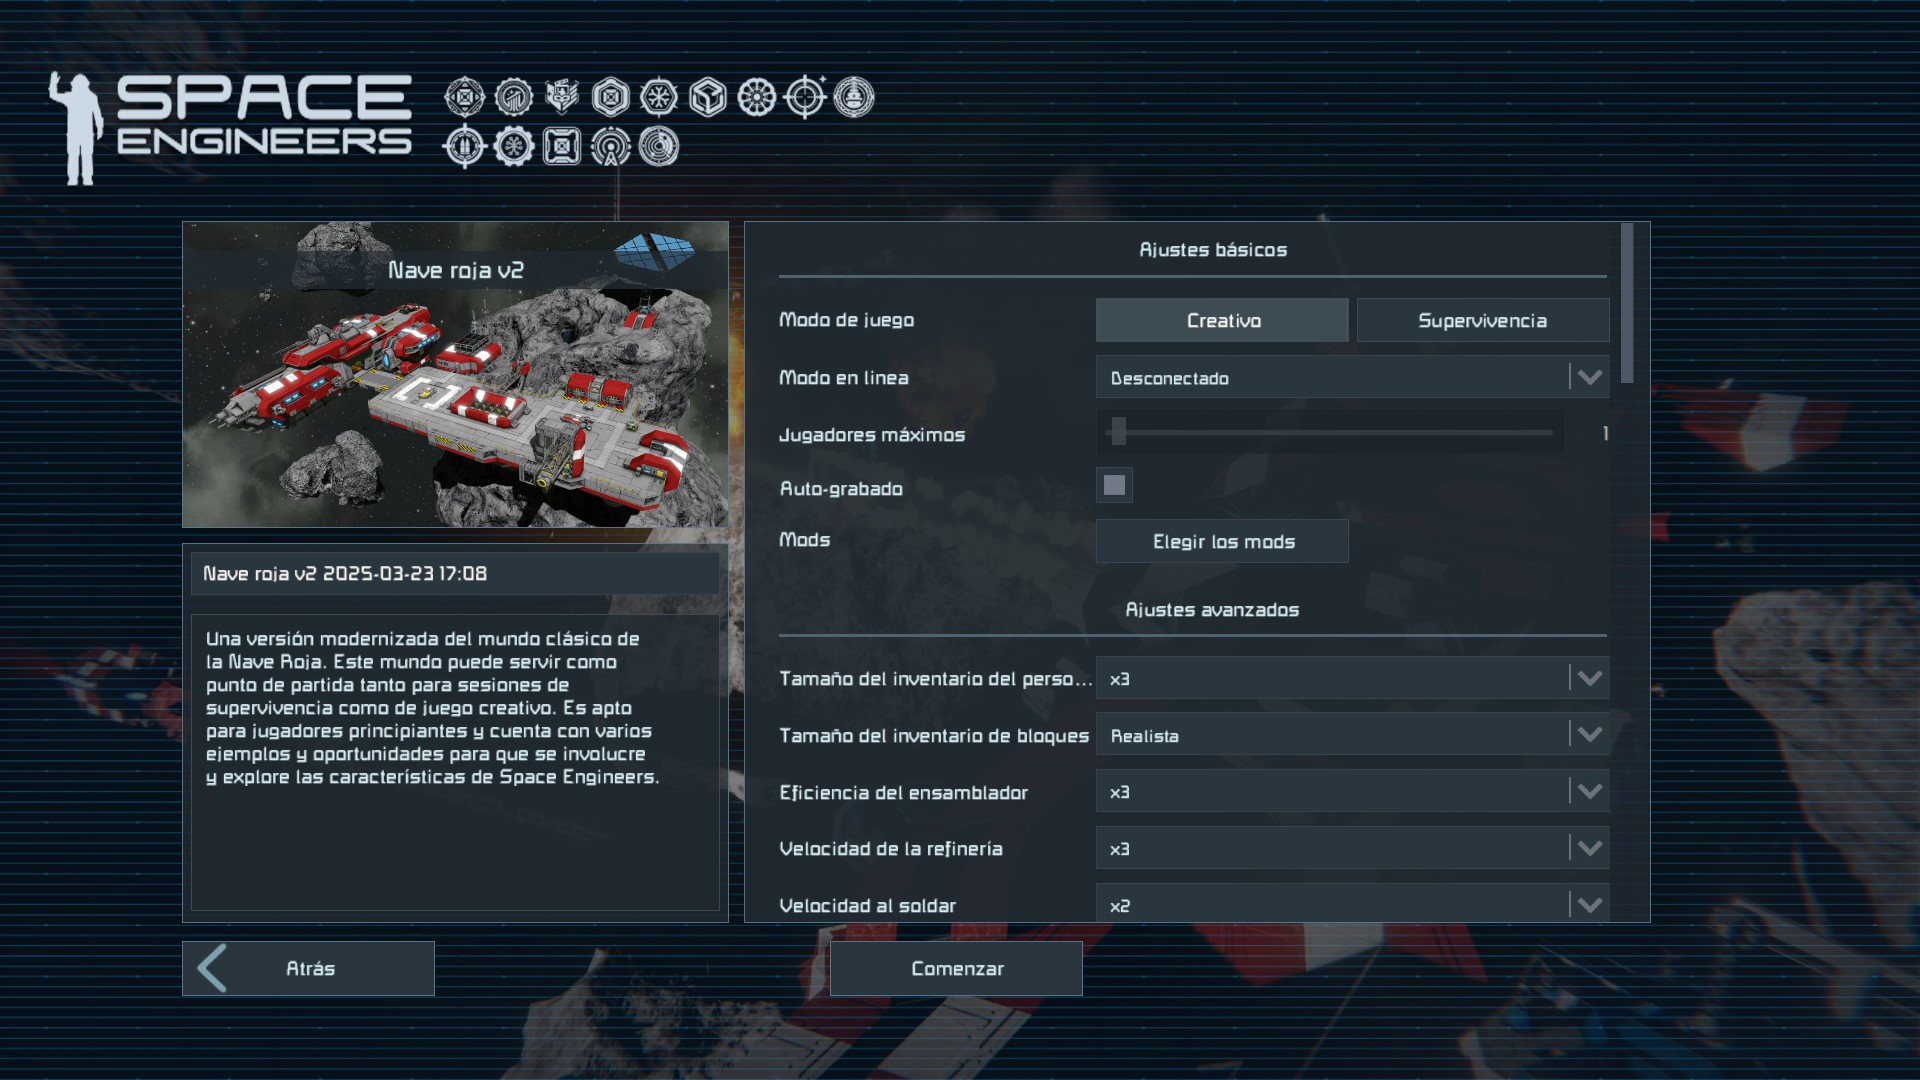 SPACE
ENGINEERS
Nave roja v2
Nave roja v2 2025-03-23 17:08
Una versión modernizada del mundo clásico de
la Nave Roja. Este mundo puede servir como
punto de partida tanto para sesiones de
supervivencia como de juego creativo. Es apto
para jugadores principiantes y cuenta con varios
ejemplos y oportunidades para que se involucre
y explore las características de Space Engineers.
Ajustes básicos
Modo de juego Creativo Supervivencia
Modo en linea Desconectado
Jugadores máximos 1
Auto-grabado
Mods Elegir los mods
Ajustes avanzados
Tamaño del inventario del perso... x3
Tamaño del inventario de bloques Realista
Eficiencia del ensamblador x3
Velocidad de la refinería x3
Velocidad al soldar x2
Atrás
Comenzar